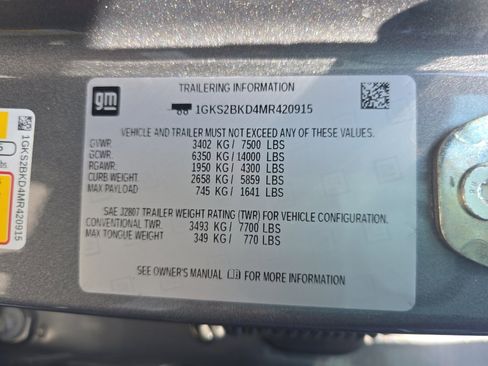 gm
TRAILERING INFORMATION
1GKS2BKD4MR420915
VEHICLE AND TRAILER MUST NOT EXCEED ANY OF THESE VALUES.
GVWR: 3402 KG/ 7500 LBS
GCWR: 6350 KG/14000 LBS
RGAWR: 1950 KG/ 4300 LBS
CURB WEIGHT: 2658 KG/ 5859 LBS
MAX PAYLOAD 745 KG/ 1641 LBS
SAE J2807 TRAILER WEIGHT RATING (TWR) FOR VEHICLE CONFIGURATION.
CONVENTIONAL TWR. 3493 KG/ 7700 LBS
MAX TONGUE WEIGHT 349 KG/ 770 LBS
SEE OWNER'S MANUAL FOR MORE INFORMATION
1GKS2BKD4MR420915